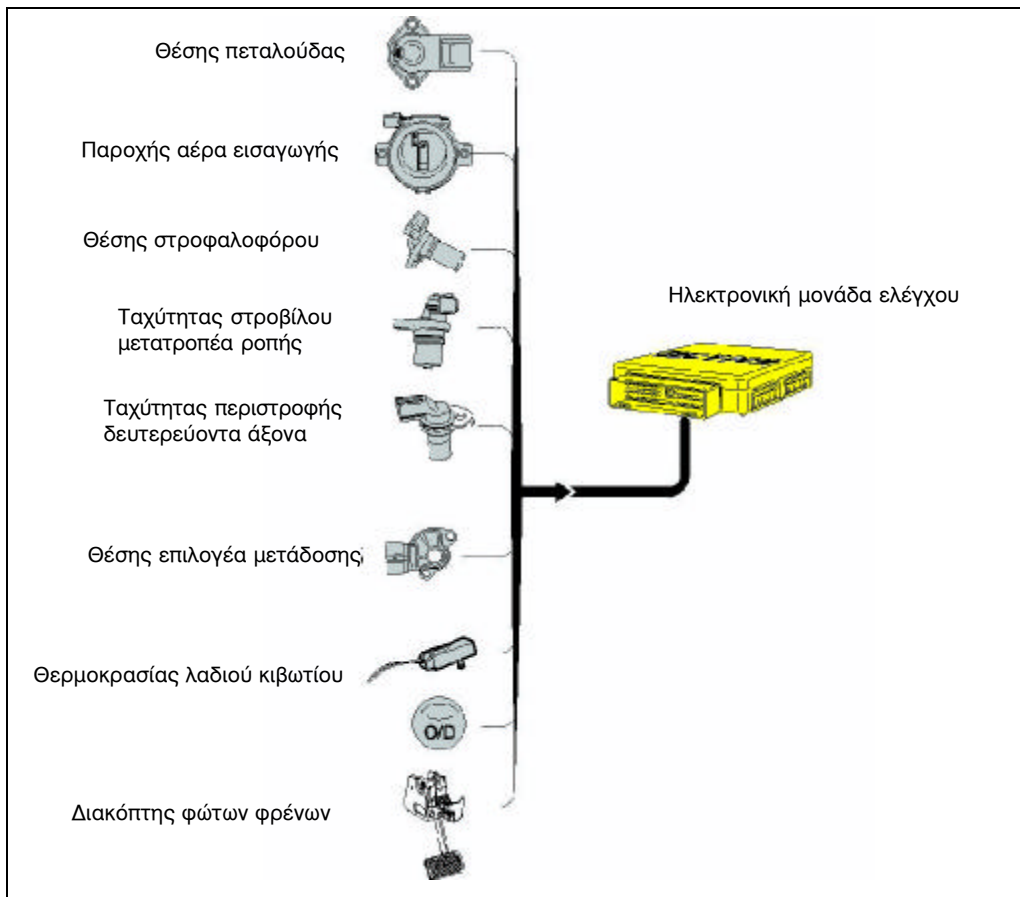 Θέσης πεταλούδας
Παροχής αέρα εισαγωγής
Θέσης στροφαλοφόρου
Ηλεκτρονική μονάδα ελέγχου
Ταχύτητας στροβίλου
μετατροπέα ροπής
Ταχύτητας περιστροφής
δευτερεύοντα άξονα
Θέσης επιλογέα μετάδοσης
Θερμοκρασίας λαδιού κιβωτίου
O/D
Διακόπτης φώτων φρένων